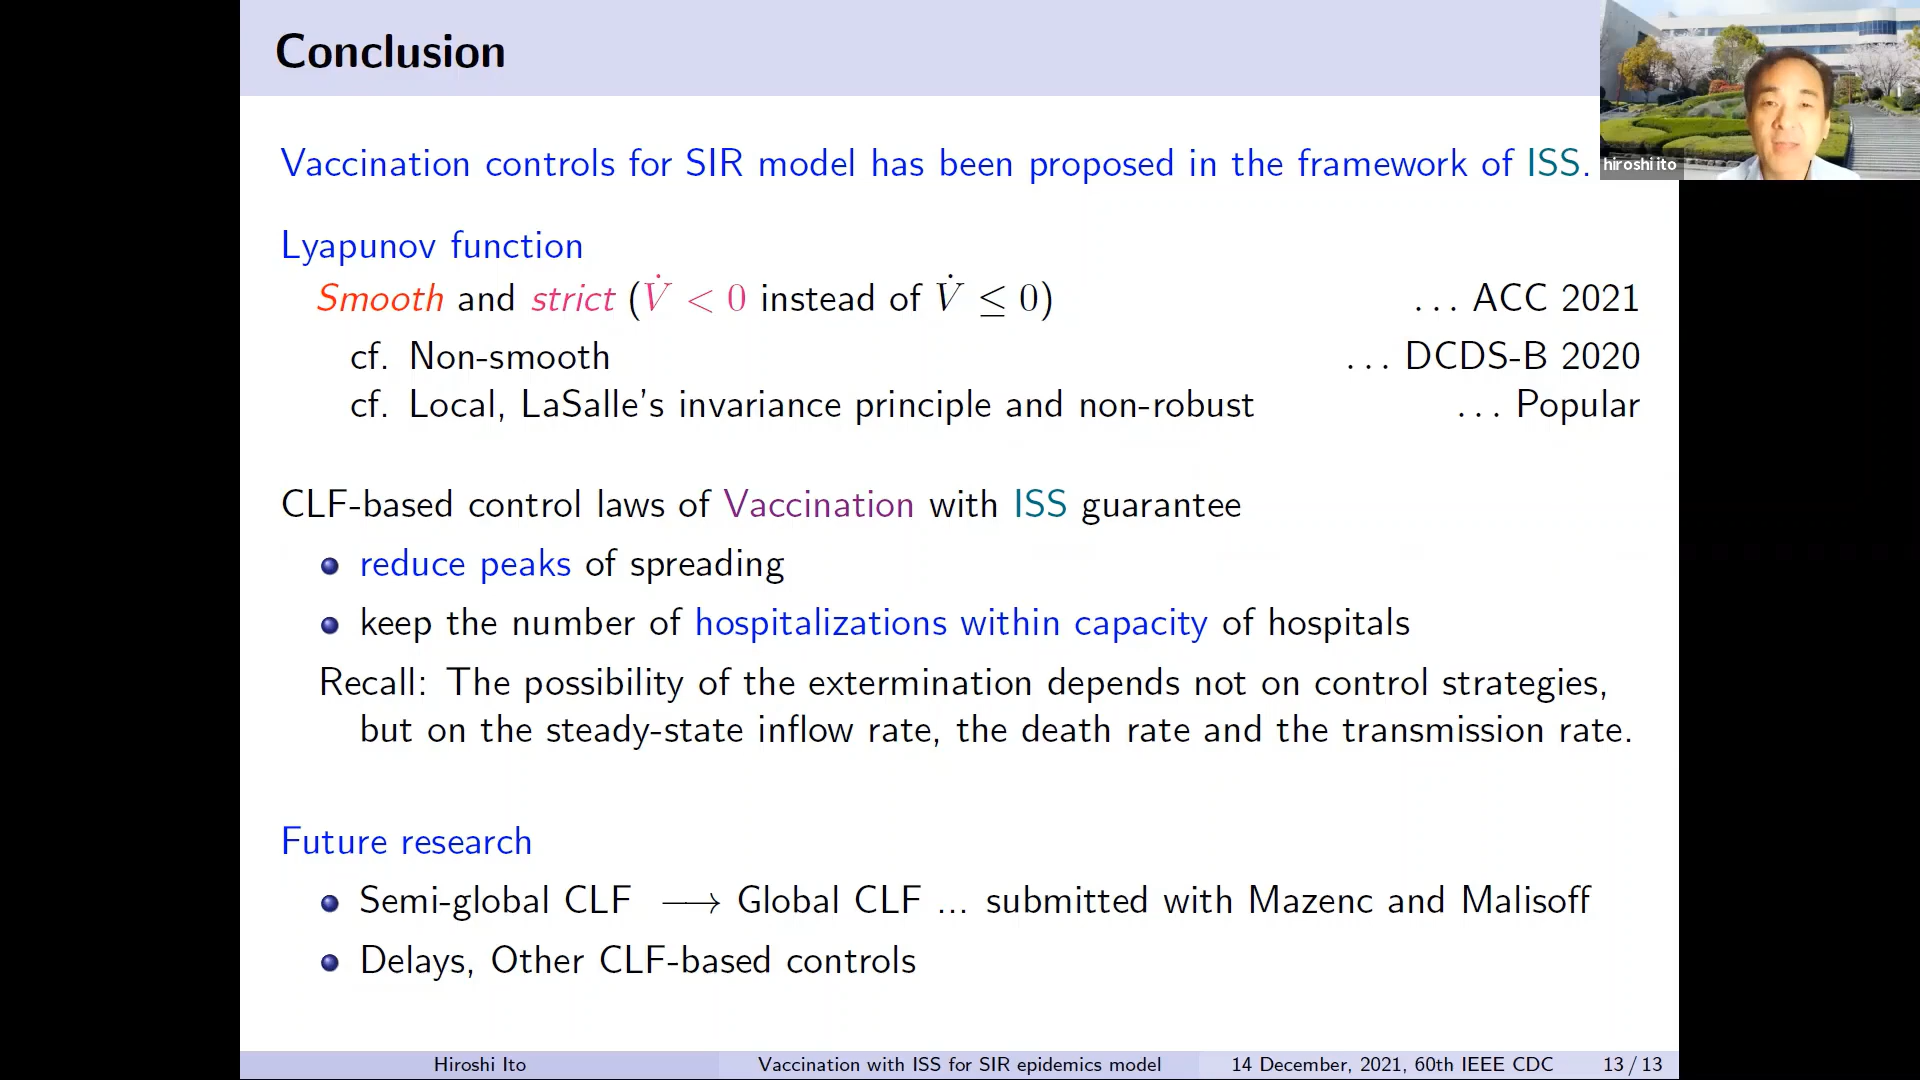 Conclusion
hiroshi ito
Vaccination controls for SIR model has been proposed in the framework of ISS.
Lyapunov function
Smooth and strict (V̇ < 0 instead of V̇ ≤ 0) ... ACC 2021
cf. Non-smooth ... DCDS-B 2020
cf. Local, LaSalle's invariance principle and non-robust ... Popular
CLF-based control laws of Vaccination with ISS guarantee
reduce peaks of spreading
keep the number of hospitalizations within capacity of hospitals
Recall: The possibility of the extermination depends not on control strategies,
but on the steady-state inflow rate, the death rate and the transmission rate.
Future research
Semi-global CLF ⟶ Global CLF ... submitted with Mazenc and Malisoff
Delays, Other CLF-based controls
Hiroshi Ito Vaccination with ISS for SIR epidemics model 14 December, 2021, 60th IEEE CDC 13 / 13